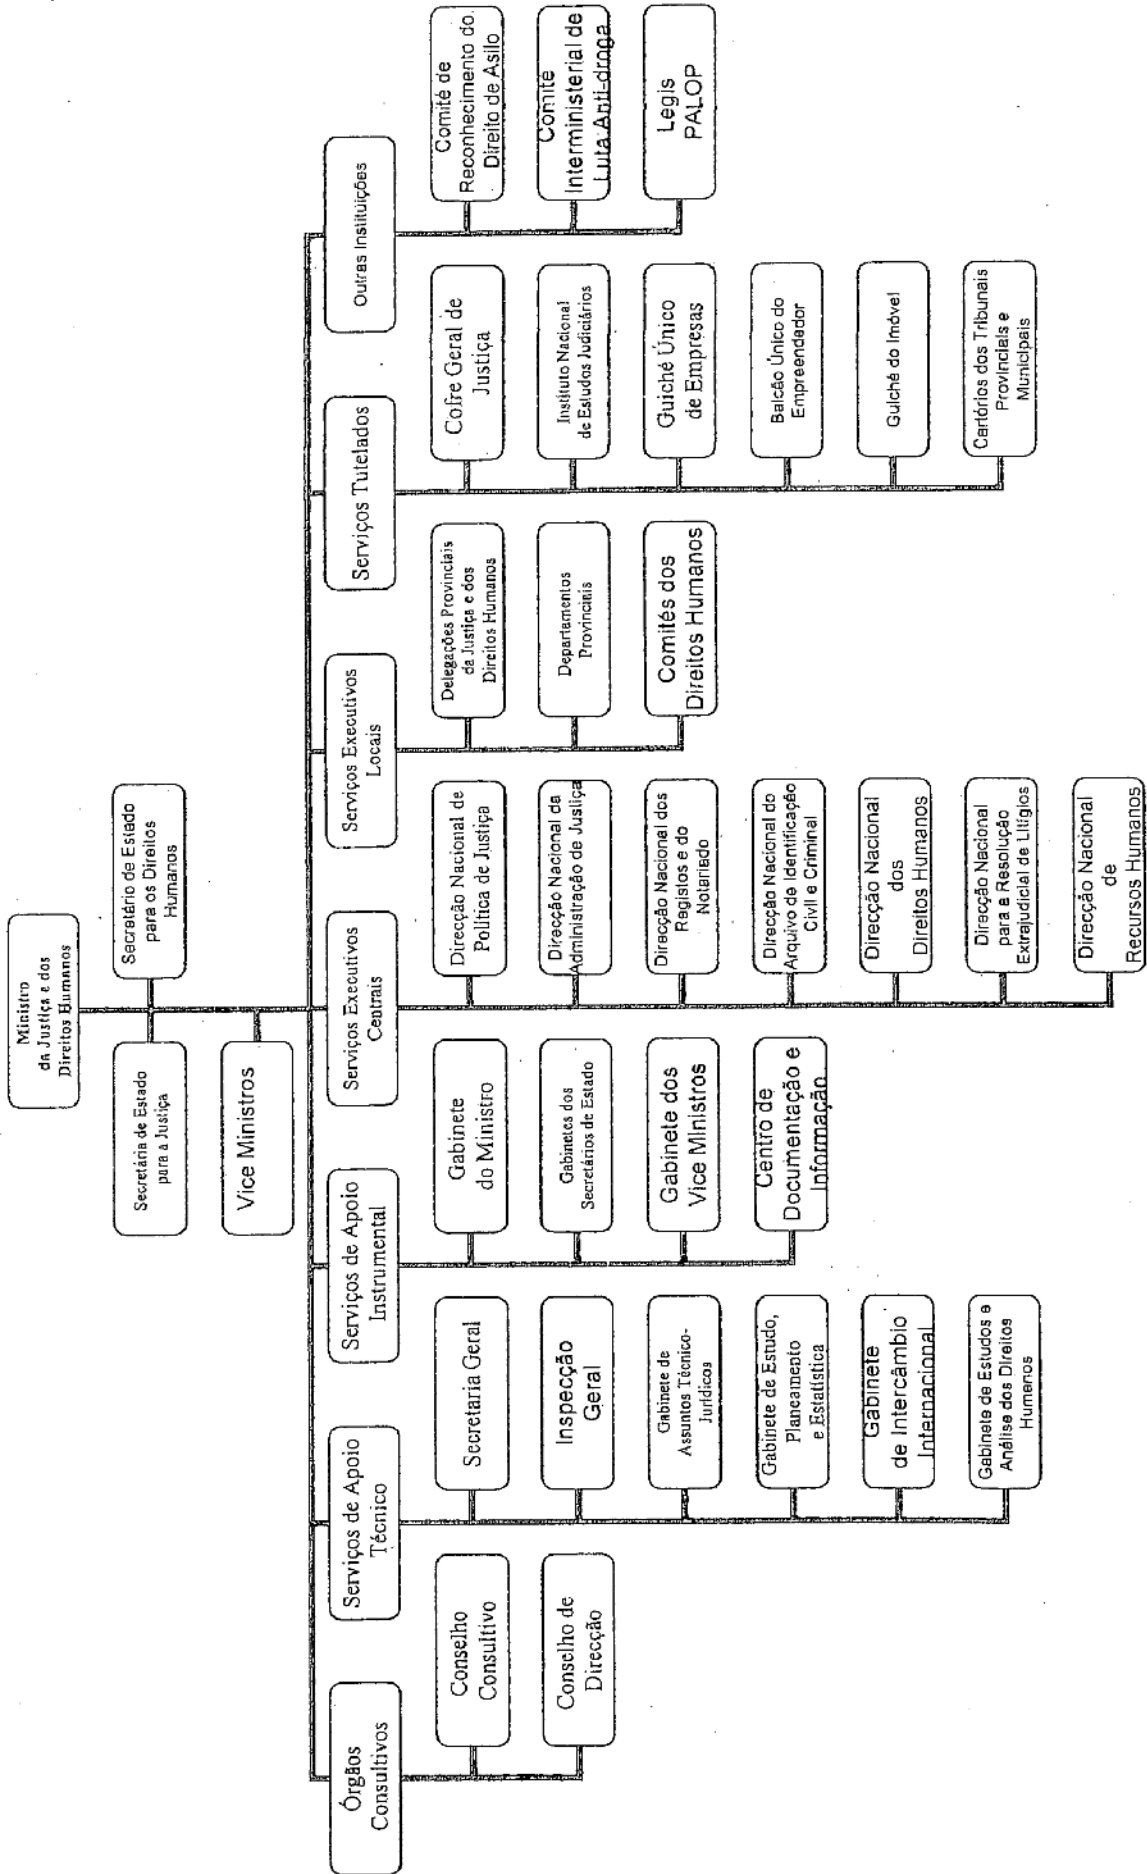 Ministro
da Justiça e dos
Direitos Humanos
Secretária de Estado
para a Justiça
Secretário de Estado
para os Direitos
Humanos
Vice Ministros
Órgãos
Consultivos
Conselho
Consultivo
Conselho de
Direcção
Serviços de Apoio
Técnico
Secretaria Geral
Inspecção
Geral
Gabinete de
Assuntos Técnico-
Jurídicos
Gabinete de Estudo,
Planeamento
e Estatística
Gabinete
de Intercâmbio
Internacional
Gabinete de Estudos e
Análise dos Direitos
Humanos
Serviços de Apoio
Instrumental
Gabinete
do Ministro
Gabinetes dos
Secretários de Estado
Gabinete dos
Vice Ministros
Centro de
Documentação e
Informação
Serviços Executivos
Centrais
Direcção Nacional de
Política de Justiça
Direcção Nacional da
Administração de Justiça
Direcção Nacional dos
Registos e do
Notariado
Direcção Nacional do
Arquivo de Identificação
Civil e Criminal
Direcção Nacional
dos
Direitos Humanos
Direcção Nacional
para a Resolução
Extrajudicial de Litígios
Direcção Nacional
de
Recursos Humanos
Serviços Executivos
Locais
Delegações Provinciais
da Justiça e dos
Direitos Humanos
Departamentos
Provinciais
Comités dos
Direitos Humanos
Serviços Tutelados
Cofre Geral de
Justiça
Instituto Nacional
de Estudos Judiciários
Guiché Único
de Empresas
Balcão Único do
Empreendedor
Guiché do Imóvel
Cartórios dos Tribunais
Provinciais e
Municipais
Outras Instituições
Comité de
Reconhecimento do
Direito de Asilo
Comité
Interministerial de
Luta Anti-droga
Legis
PALOP